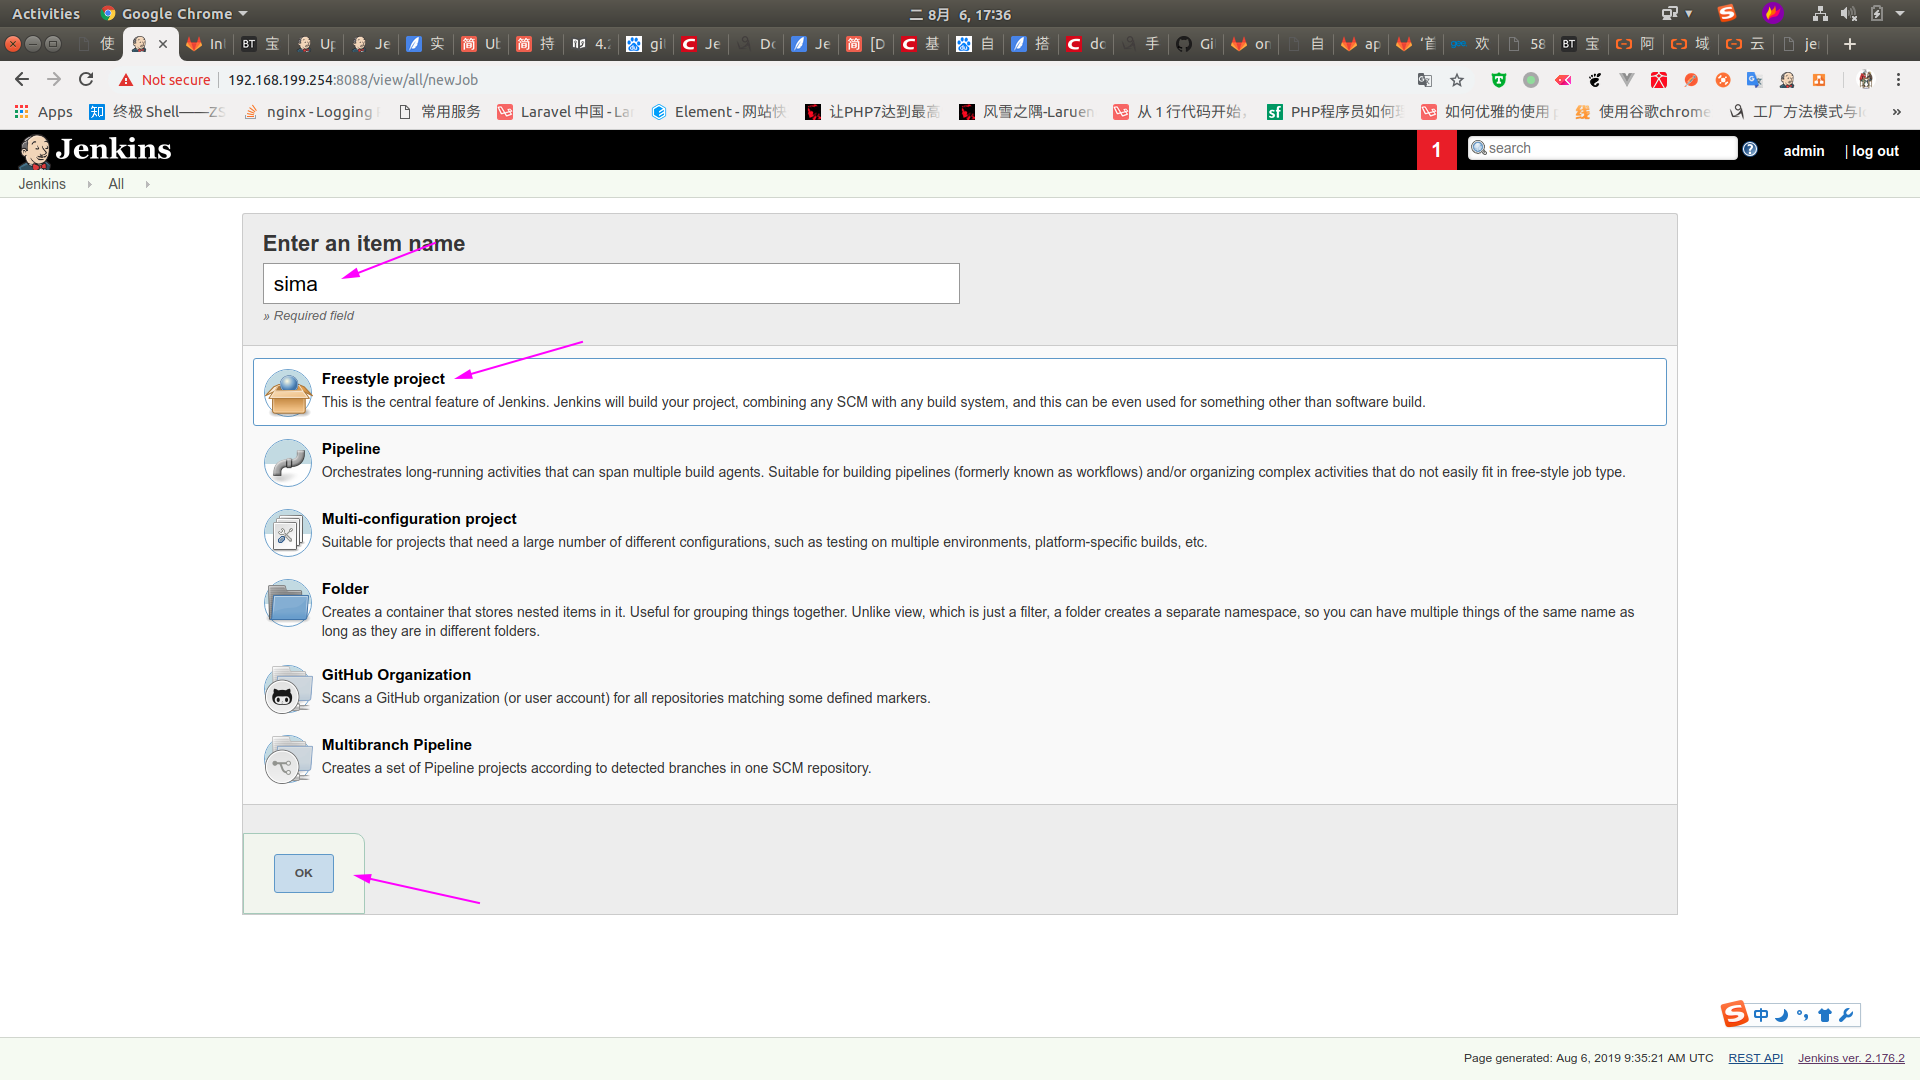 Activities
Google Chrome
二 8月 6, 17:36
使
In
BT 宝
Up
Je
实
简 Ub
简 持
4.
git
C Je
Do
Je
简 [D
C 基
自
搭
C dc
手
Gi
or
自
ap
‘首
欢
58
BT 宝
阿
域
云
je
Not secure
192.168.199.254:8088/view/all/newJob
Apps
知 终极 Shell——ZS
nginx - Logging
常用服务
Laravel 中国 - La
Element - 网站快
让PHP7达到最高
风雪之隅-Laruen
从 1 行代码开始,
sf PHP程序员如何
如何优雅的使用
线 使用谷歌chrome
工厂方法模式与
»
Jenkins
1
search
admin
| log out
Jenkins
All
Enter an item name
sima
» Required field
Freestyle project
This is the central feature of Jenkins. Jenkins will build your project, combining any SCM with any build system, and this can be even used for something other than software build.
Pipeline
Orchestrates long-running activities that can span multiple build agents. Suitable for building pipelines (formerly known as workflows) and/or organizing complex activities that do not easily fit in free-style job type.
Multi-configuration project
Suitable for projects that need a large number of different configurations, such as testing on multiple environments, platform-specific builds, etc.
Folder
Creates a container that stores nested items in it. Useful for grouping things together. Unlike view, which is just a filter, a folder creates a separate namespace, so you can have multiple things of the same name as
long as they are in different folders.
GitHub Organization
Scans a GitHub organization (or user account) for all repositories matching some defined markers.
Multibranch Pipeline
Creates a set of Pipeline projects according to detected branches in one SCM repository.
OK
S 中
Page generated: Aug 6, 2019 9:35:21 AM UTC
REST API
Jenkins ver. 2.176.2